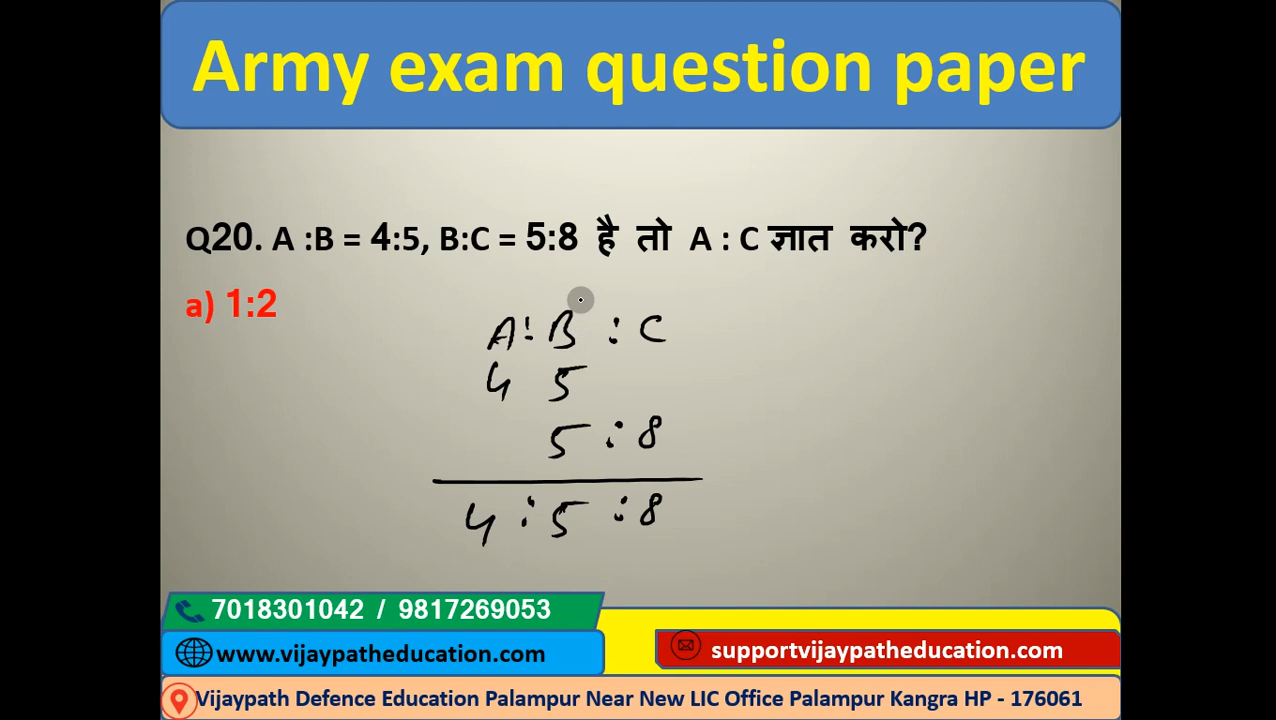 Army exam question paper
Q20. A :B = 4:5, B:C = 5:8 है तो A : C ज्ञात करो?
a) 1:2
A : B : C
4 5
5 : 8
4 : 5 : 8
7018301042 / 9817269053
www.vijaypatheducation.com
supportvijaypatheducation.com
Vijaypath Defence Education Palampur Near New LIC Office Palampur Kangra HP - 176061